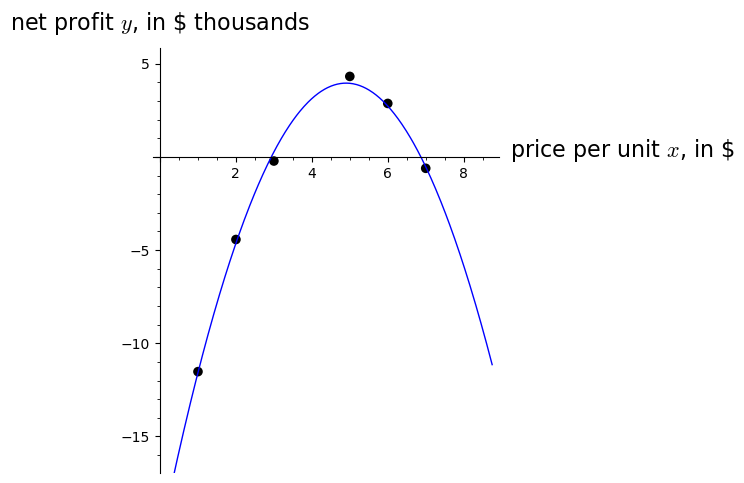 net profit y, in $ thousands
5
price per unit x, in $
2 4 6 8
−5
−10
−15